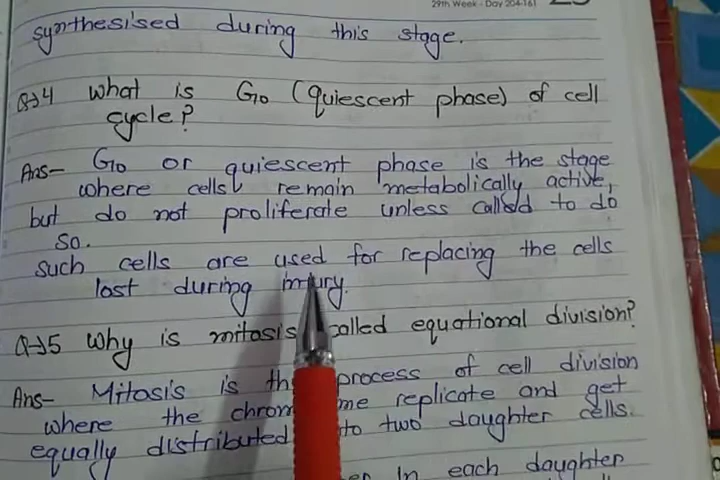 29th Week - Day 204-161
synthesised during this stage.
Q→4 What is G0 (quiescent phase) of cell
cycle?
Ans- G0 or quiescent phase is the stage
where cells remain metabolically active,
but do not proliferate unless called to do
so.
Such cells are used for replacing the cells
lost during injury.
Q→5 Why is mitosis called equational division?
Ans- Mitosis is the process of cell division
where the replicate and get
equally distributed to two daughter cells.
in each daughter